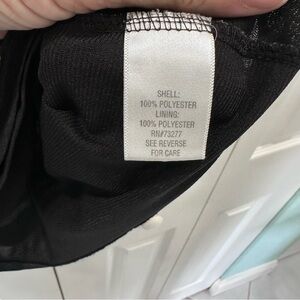 SHELL:
100% POLYESTER
LINING:
100% POLYESTER
RN#73277
SEE REVERSE
FOR CARE